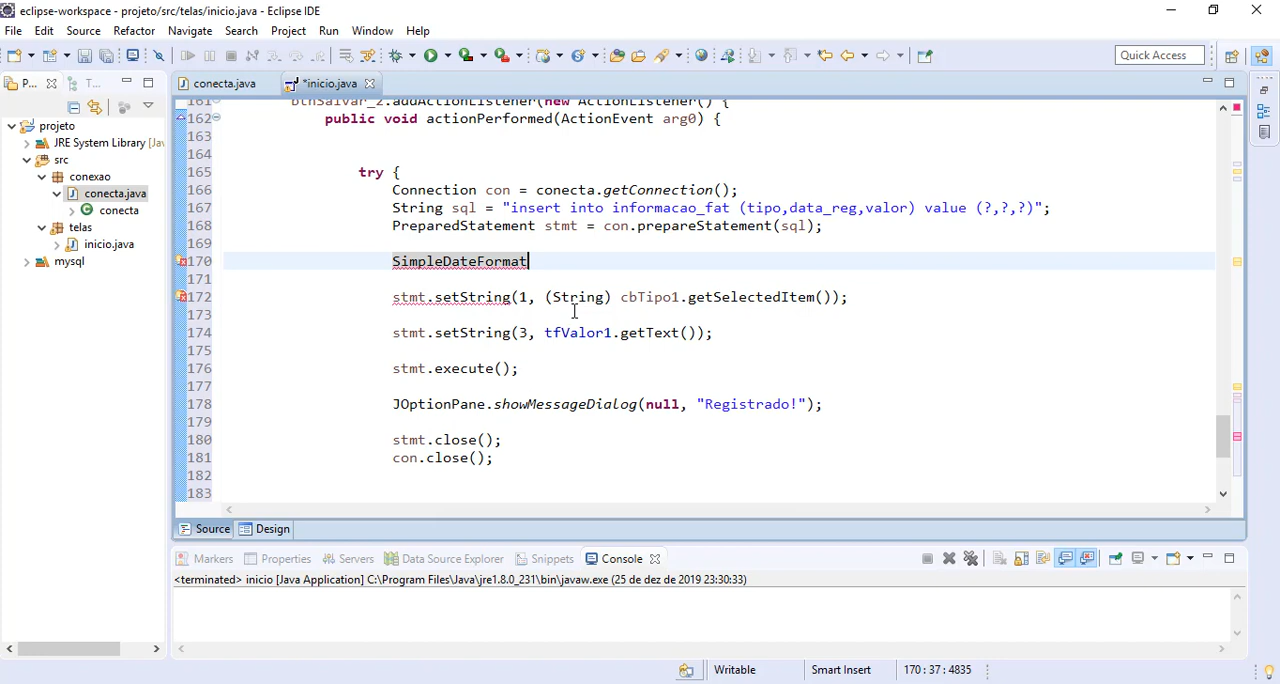 eclipse-workspace - projeto/src/telas/inicio.java - Eclipse IDE
File Edit Source Refactor Navigate Search Project Run Window Help
Quick Access
P... T... conecta.java *inicio.java
161 btnSalvar_2.addActionListener(new ActionListener() {
162 public void actionPerformed(ActionEvent arg0) {
163
164
165 try {
166 Connection con = conecta.getConnection();
167 String sql = "insert into informacao_fat (tipo,data_reg,valor) value (?,?,?)";
168 PreparedStatement stmt = con.prepareStatement(sql);
169
170 SimpleDateFormat
171
172 stmt.setString(1, (String) cbTipo1.getSelectedItem());
173
174 stmt.setString(3, tfValor1.getText());
175
176 stmt.execute();
177
178 JOptionPane.showMessageDialog(null, "Registrado!");
179
180 stmt.close();
181 con.close();
182
183
projeto
JRE System Library [Jav
src
conexao
conecta.java
conecta
telas
inicio.java
mysql
Source Design
Markers Properties Servers Data Source Explorer Snippets Console
<terminated> inicio [Java Application] C:\Program Files\Java\jre1.8.0_231\bin\javaw.exe (25 de dez de 2019 23:30:33)
Writable Smart Insert 170 : 37 : 4835